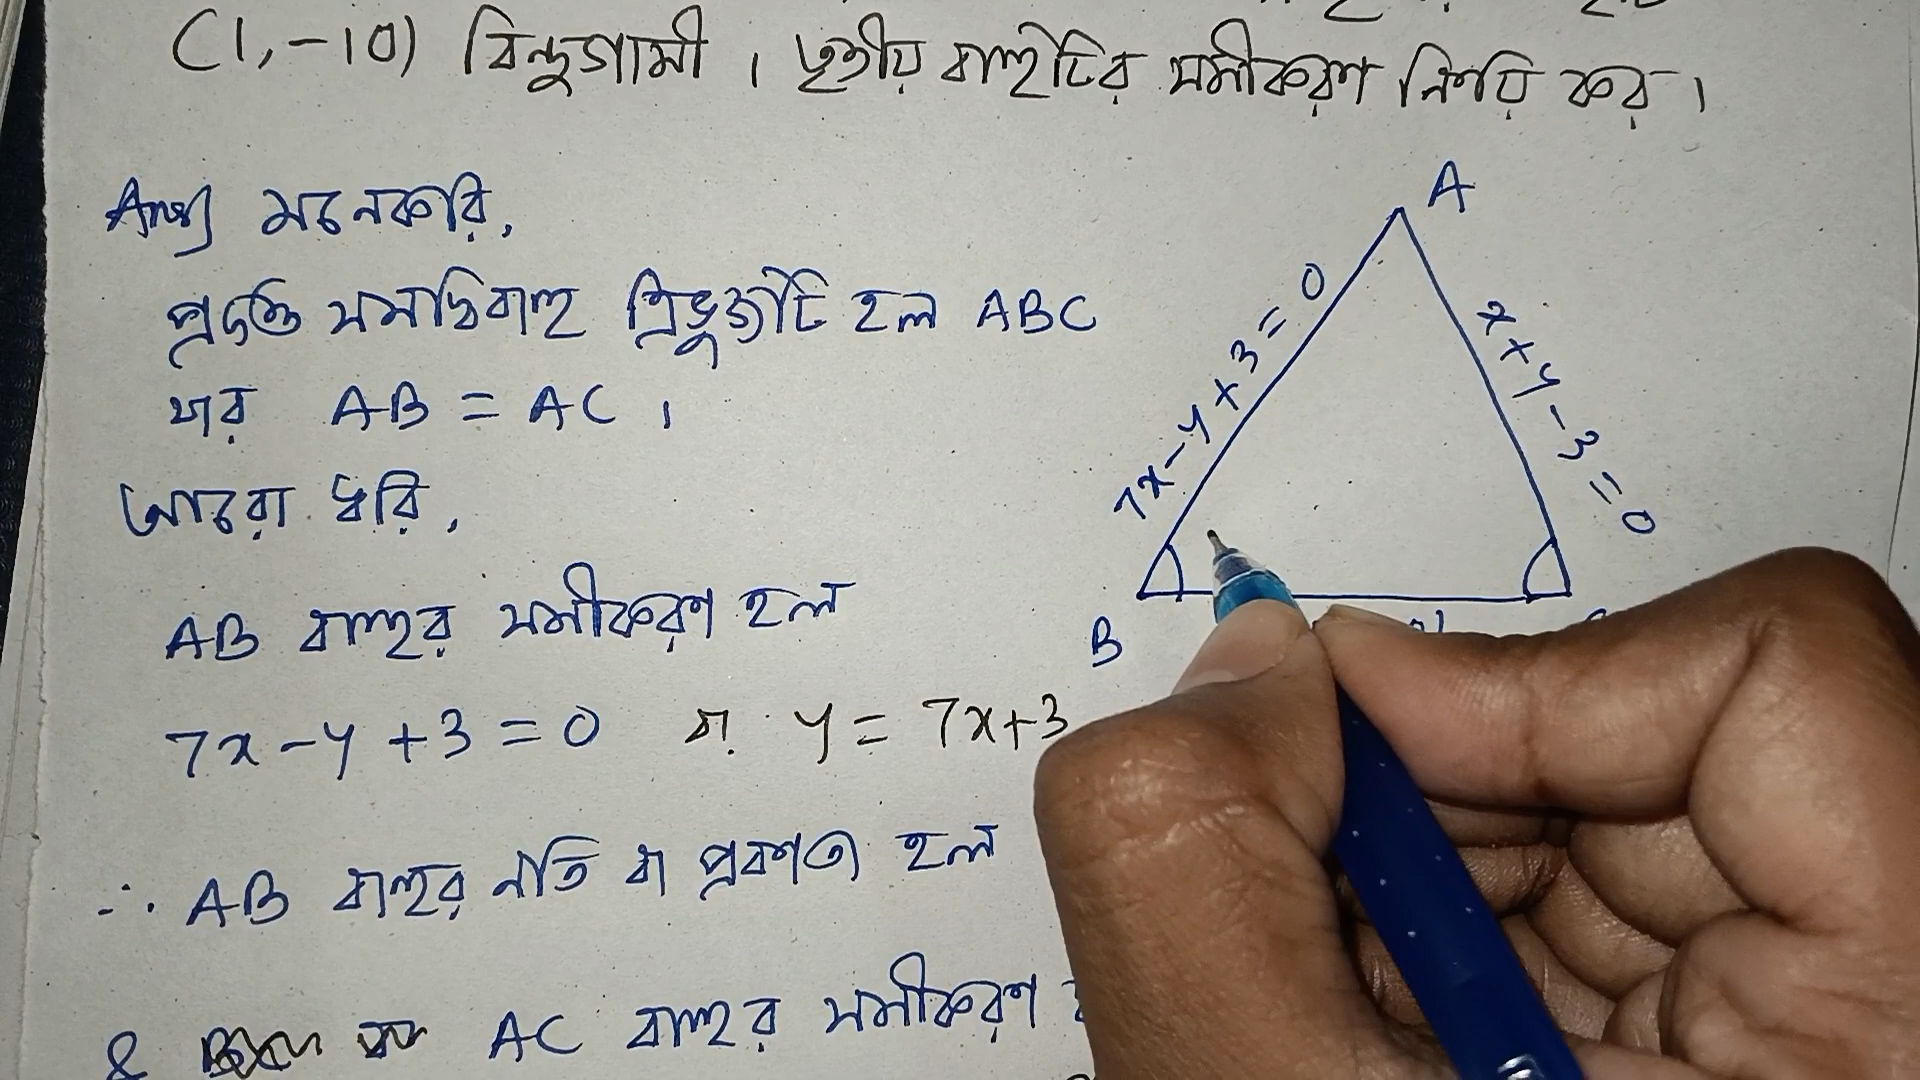 (1, -10) বিন্দুগামী । তৃতীয় বাহুটির সমীকরণ নির্ণয় কর ।
Ans) মনেকরি,
প্রদত্ত সমদ্বিবাহু ত্রিভুজটি হল ABC
যার AB = AC ।
আরো ধরি,
AB বাহুর সমীকরণ হল
7x - y + 3 = 0 বা. y = 7x+3
∴ AB বাহুর নতি বা প্রবণতা হল
& AC বাহুর সমীকরণ
A
7x - y + 3 = 0
x + y - 3 = 0
B